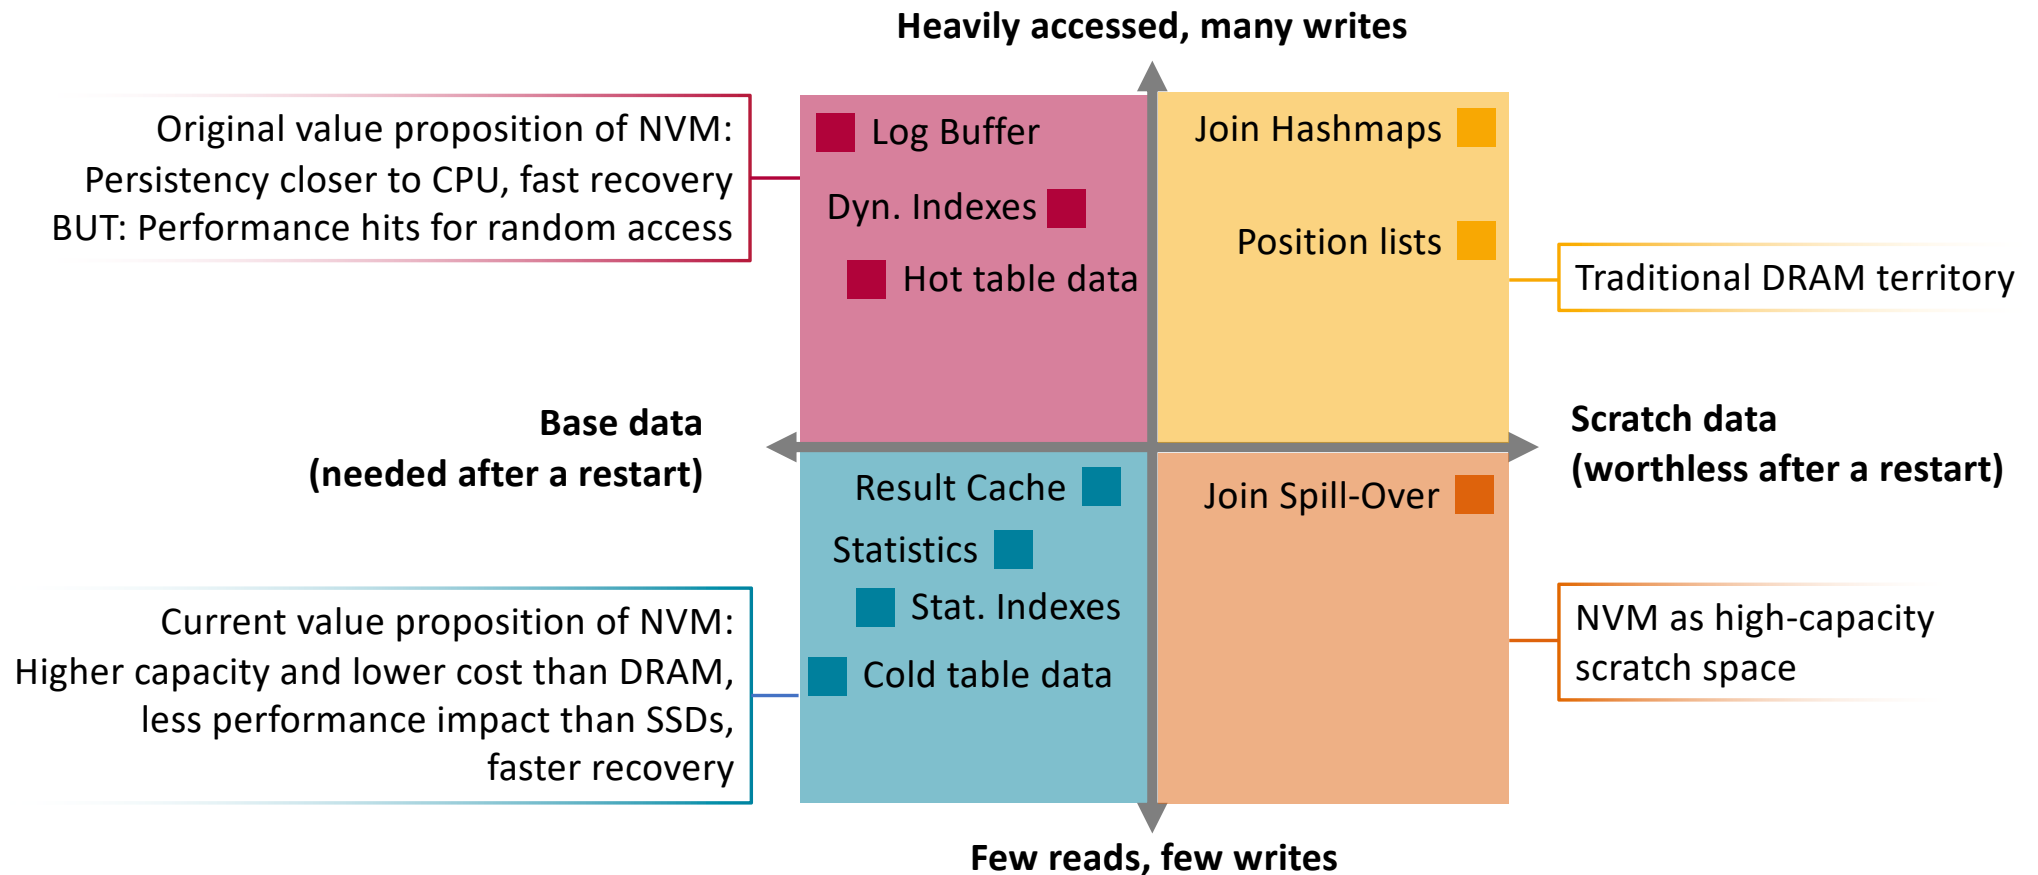 Heavily accessed, many writes
Original value proposition of NVM:
Persistency closer to CPU, fast recovery
BUT: Performance hits for random access
Log Buffer
Dyn. Indexes
Hot table data
Join Hashmaps
Position lists
Traditional DRAM territory
Base data
(needed after a restart)
Scratch data
(worthless after a restart)
Result Cache
Statistics
Stat. Indexes
Cold table data
Join Spill-Over
Current value proposition of NVM:
Higher capacity and lower cost than DRAM,
less performance impact than SSDs,
faster recovery
NVM as high-capacity
scratch space
Few reads, few writes